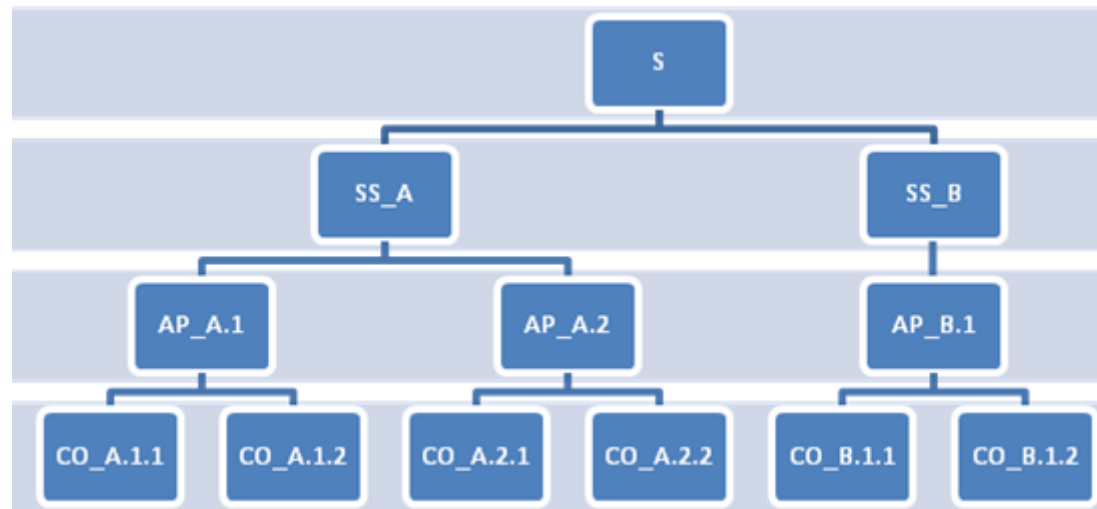 S
SS_A
SS_B
AP_A.1
AP_A.2
AP_B.1
CO_A.1.1
CO_A.1.2
CO_A.2.1
CO_A.2.2
CO_B.1.1
CO_B.1.2